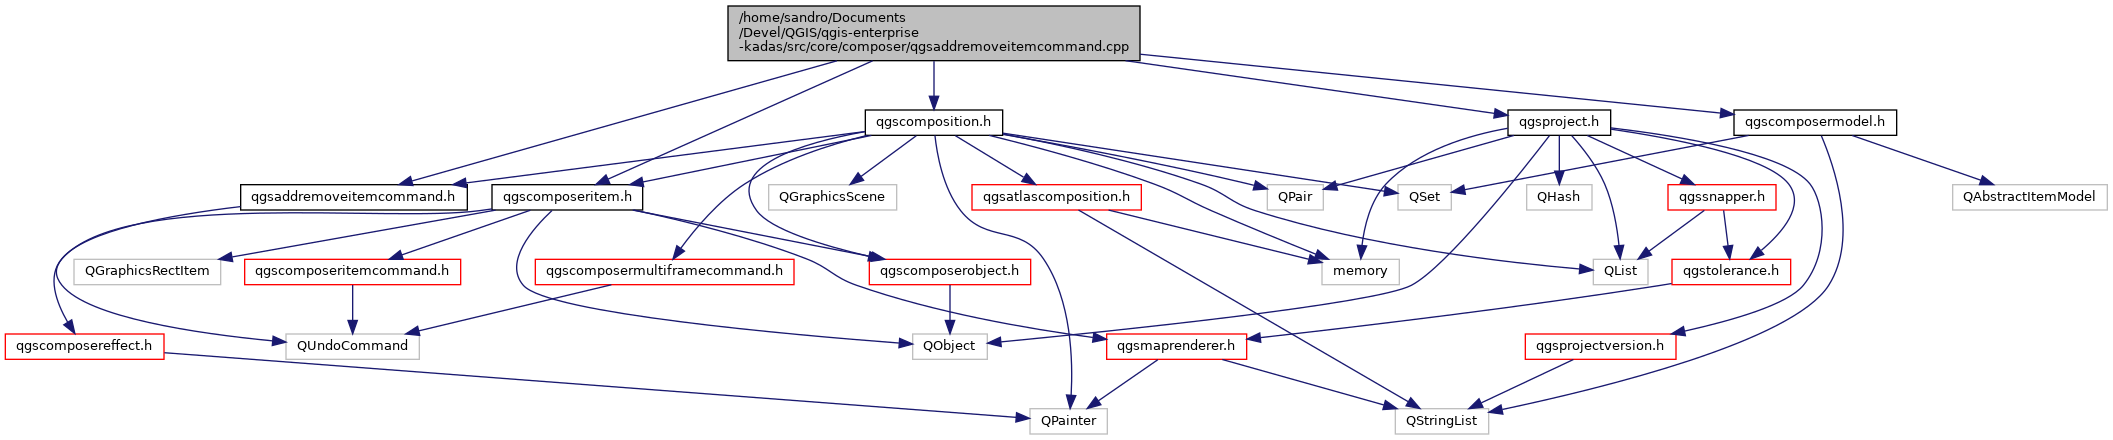 /home/sandro/Documents
/Devel/QGIS/qgis-enterprise
-kadas/src/core/composer/qgsaddremoveitemcommand.cpp
qgscomposition.h
qgsproject.h
qgscomposermodel.h
qgsaddremoveitemcommand.h
qgscomposeritem.h
QGraphicsScene
qgsatlascomposition.h
QPair
QSet
QHash
qgssnapper.h
QAbstractItemModel
QGraphicsRectItem
qgscomposeritemcommand.h
qgscomposermultiframecommand.h
qgscomposerobject.h
memory
QList
qgstolerance.h
qgscomposereffect.h
QUndoCommand
QObject
qgsmaprenderer.h
qgsprojectversion.h
QPainter
QStringList